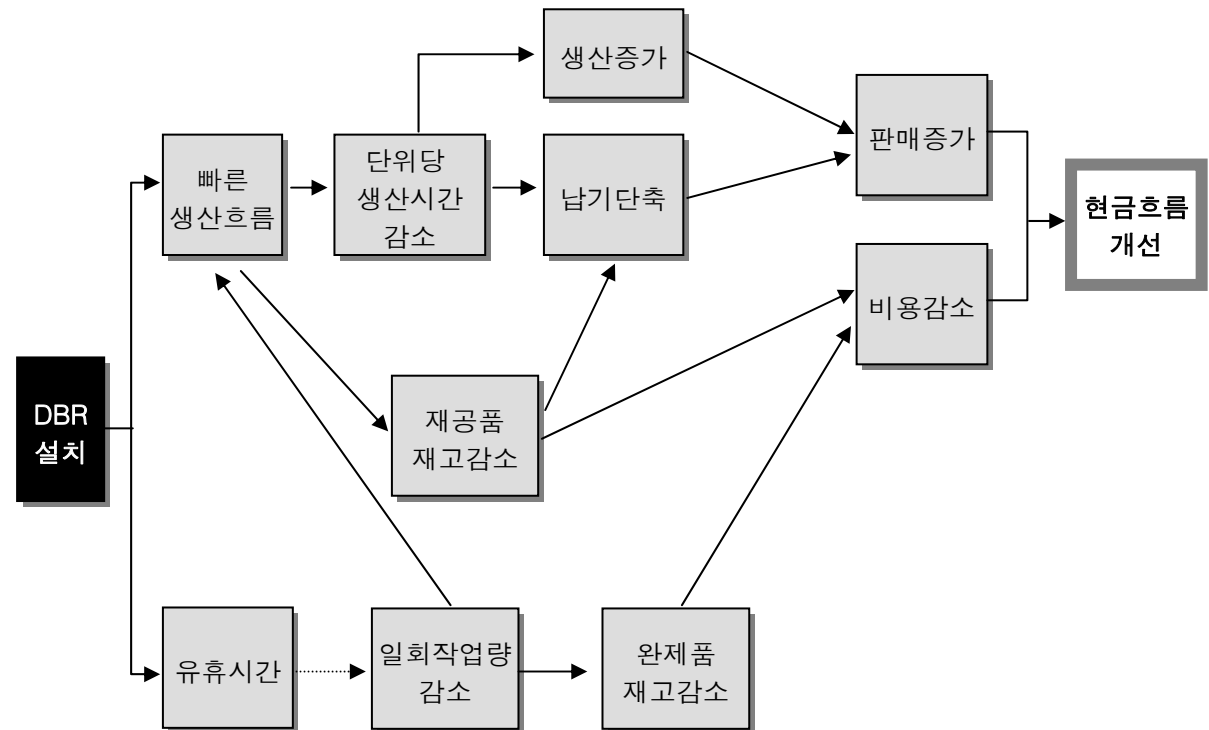 생산증가
판매증가
빠른
생산흐름
단위당
생산시간
감소
납기단축
현금흐름
개선
비용감소
DBR
설치
재공품
재고감소
유휴시간
일회작업량
감소
완제품
재고감소